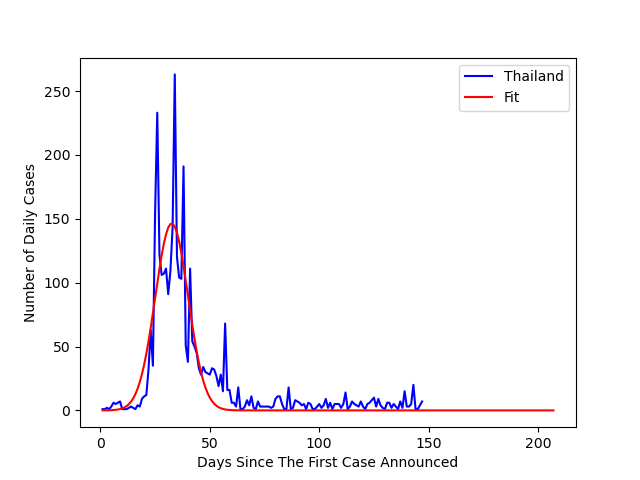 Thailand
Fit
250
200
150
100
50
0
Number of Daily Cases
0 50 100 150 200
Days Since The First Case Announced